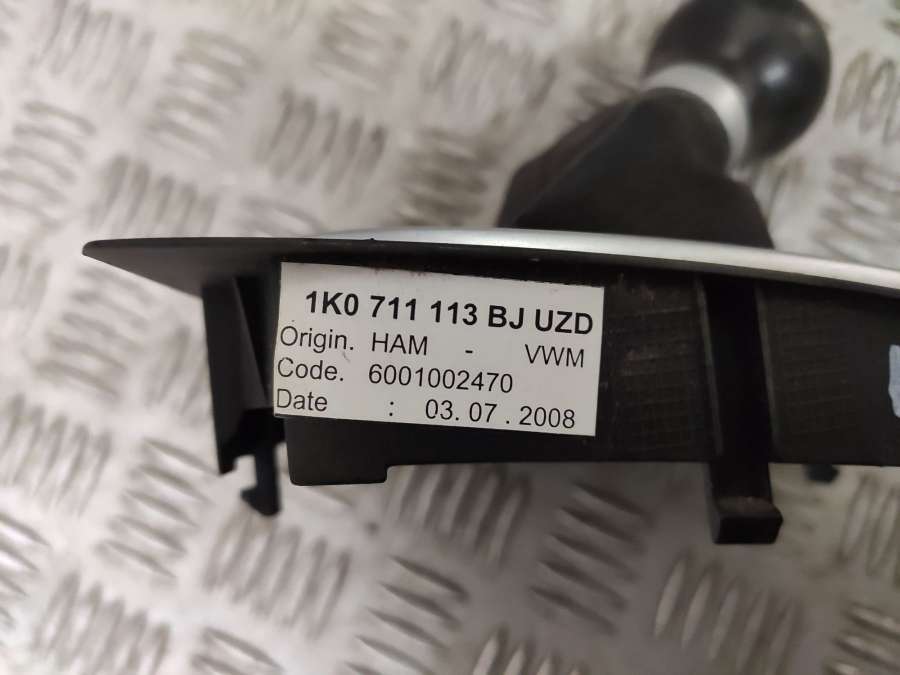 1K0 711 113 BJ UZD
Origin. HAM - VWM
Code. 6001002470
Date : 03. 07 . 2008